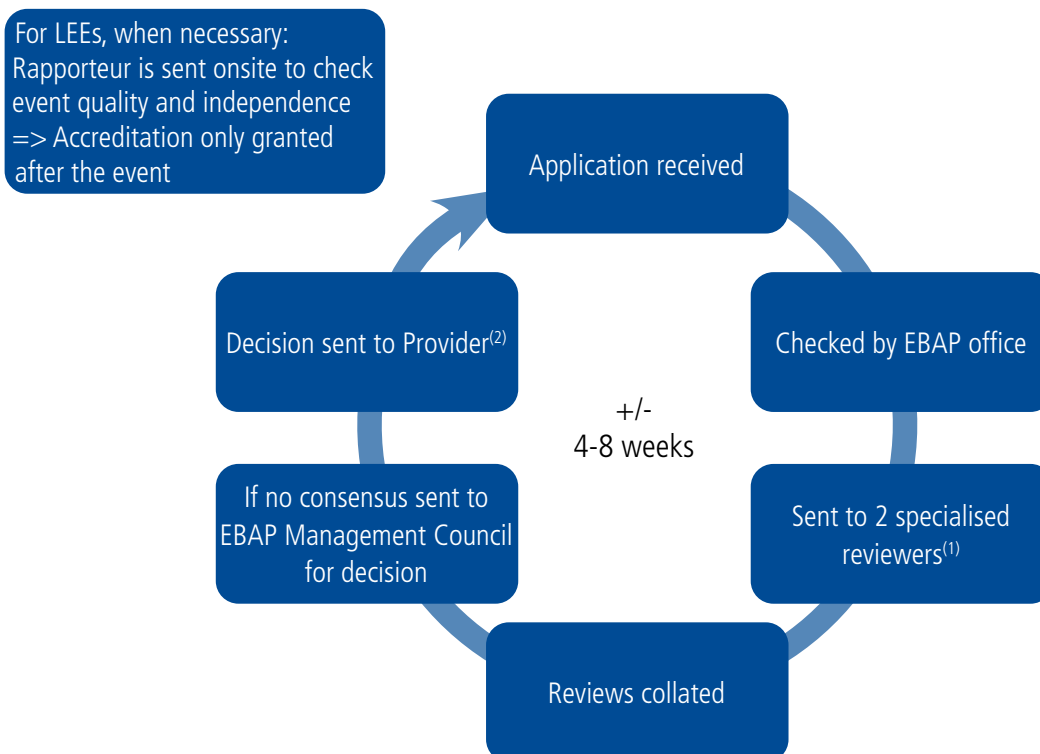 For LEEs, when necessary:
Rapporteur is sent onsite to check
event quality and independence
=> Accreditation only granted
after the event
Application received
Checked by EBAP office
Sent to 2 specialised
reviewers(1)
Reviews collated
If no consensus sent to
EBAP Management Council
for decision
Decision sent to Provider(2)
+/-
4-8 weeks